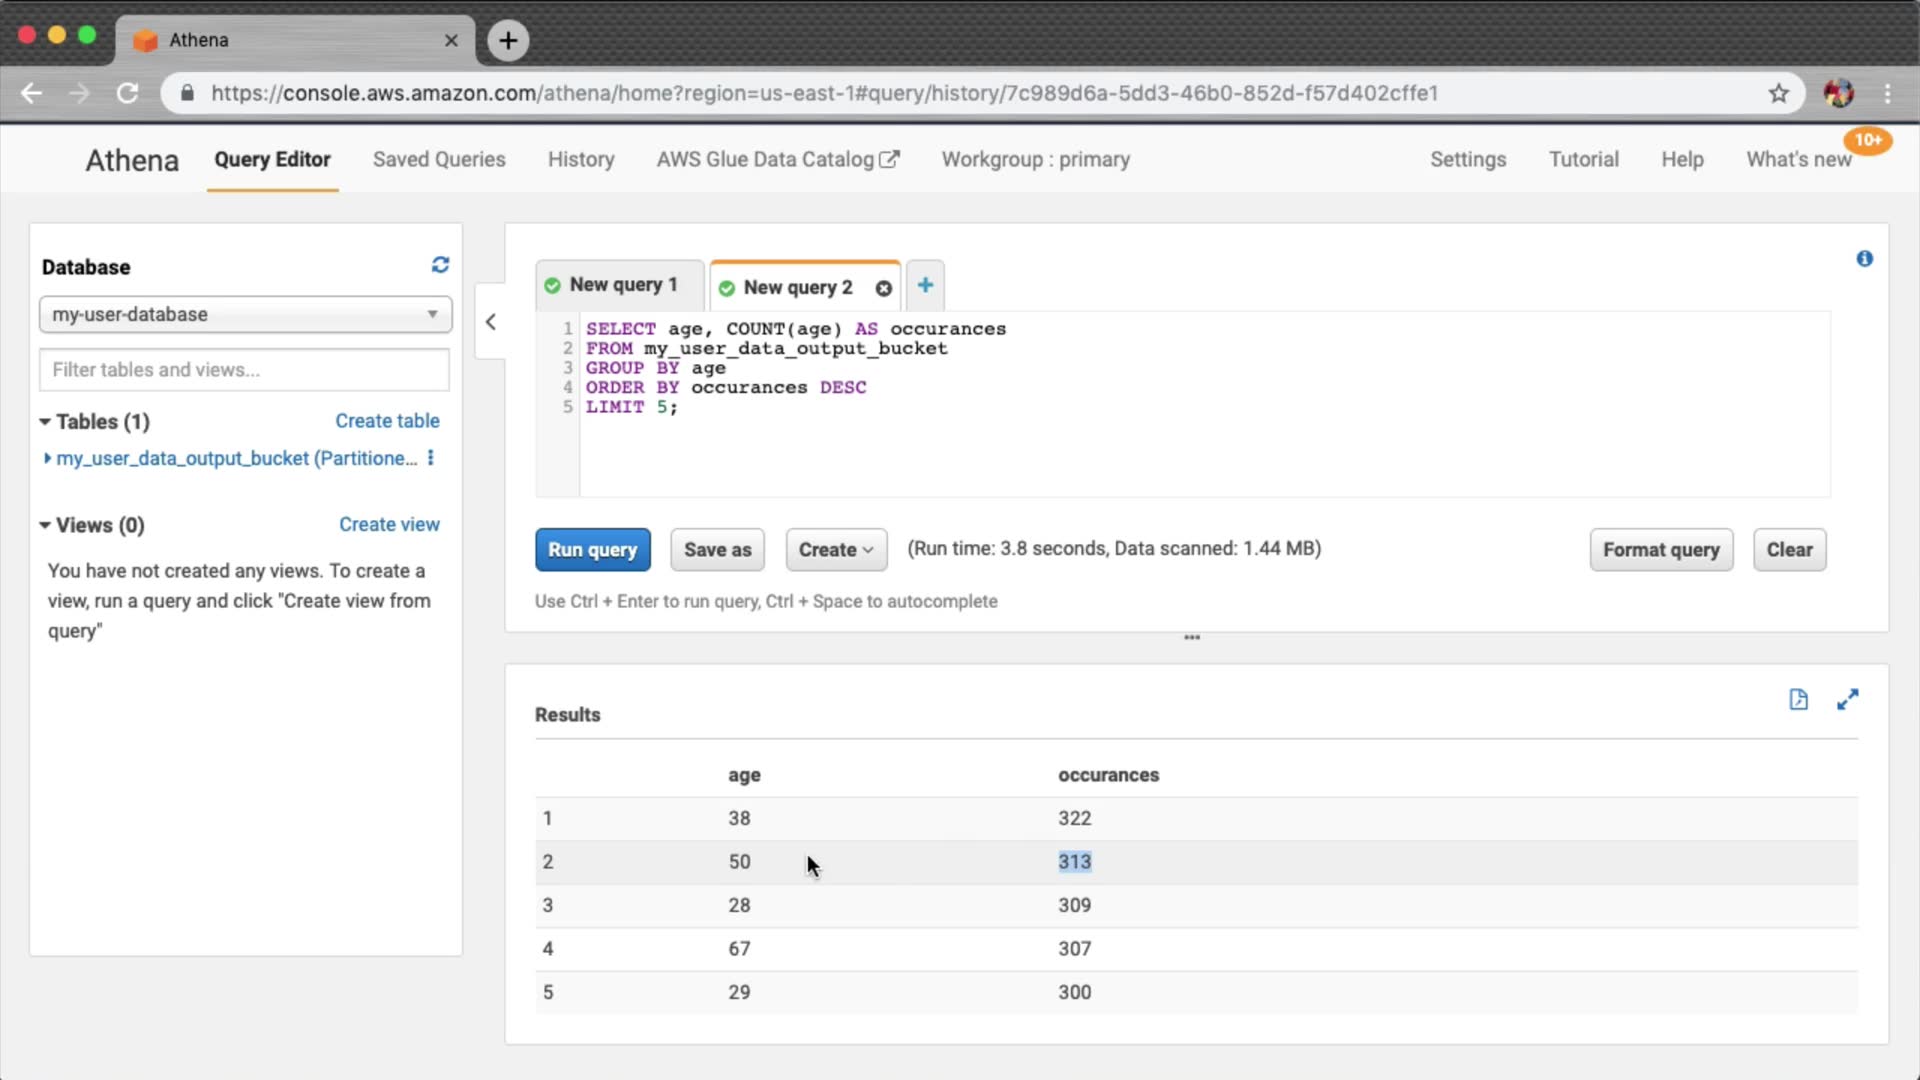 Athena
https://console.aws.amazon.com/athena/home?region=us-east-1#query/history/7c989d6a-5dd3-46b0-852d-f57d402cffe1
Athena Query Editor Saved Queries History AWS Glue Data Catalog Workgroup : primary Settings Tutorial Help What's new 10+
Database
my-user-database
Filter tables and views...
Tables (1) Create table
my_user_data_output_bucket (Partitione...
Views (0) Create view
You have not created any views. To create a
view, run a query and click "Create view from
query"
New query 1 New query 2
1 SELECT age, COUNT(age) AS occurances
2 FROM my_user_data_output_bucket
3 GROUP BY age
4 ORDER BY occurances DESC
5 LIMIT 5;
Run query Save as Create (Run time: 3.8 seconds, Data scanned: 1.44 MB) Format query Clear
Use Ctrl + Enter to run query, Ctrl + Space to autocomplete
Results
age occurances
1 38 322
2 50 313
3 28 309
4 67 307
5 29 300